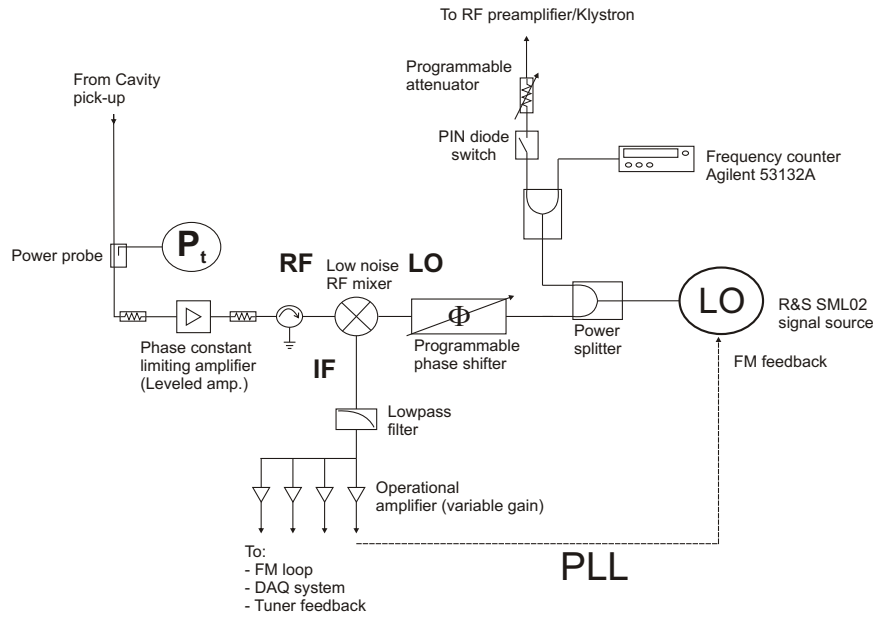 To RF preamplifier/Klystron
From Cavity
pick-up
Programmable
attenuator
PIN diode
switch
Frequency counter
Agilent 53132A
Power probe
Pt
RF
Low noise
RF mixer
LO
Φ
LO
R&S SML02
signal source
Phase constant
limiting amplifier
(Leveled amp.)
Programmable
phase shifter
Power
splitter
FM feedback
IF
Lowpass
filter
Operational
amplifier (variable gain)
To:
- FM loop
- DAQ system
- Tuner feedback
PLL